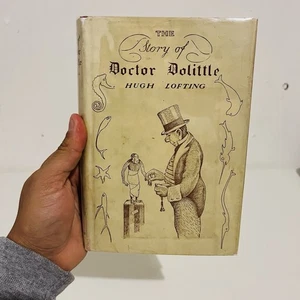 THE
Story of
Doctor Dolittle
HUGH LOFTING